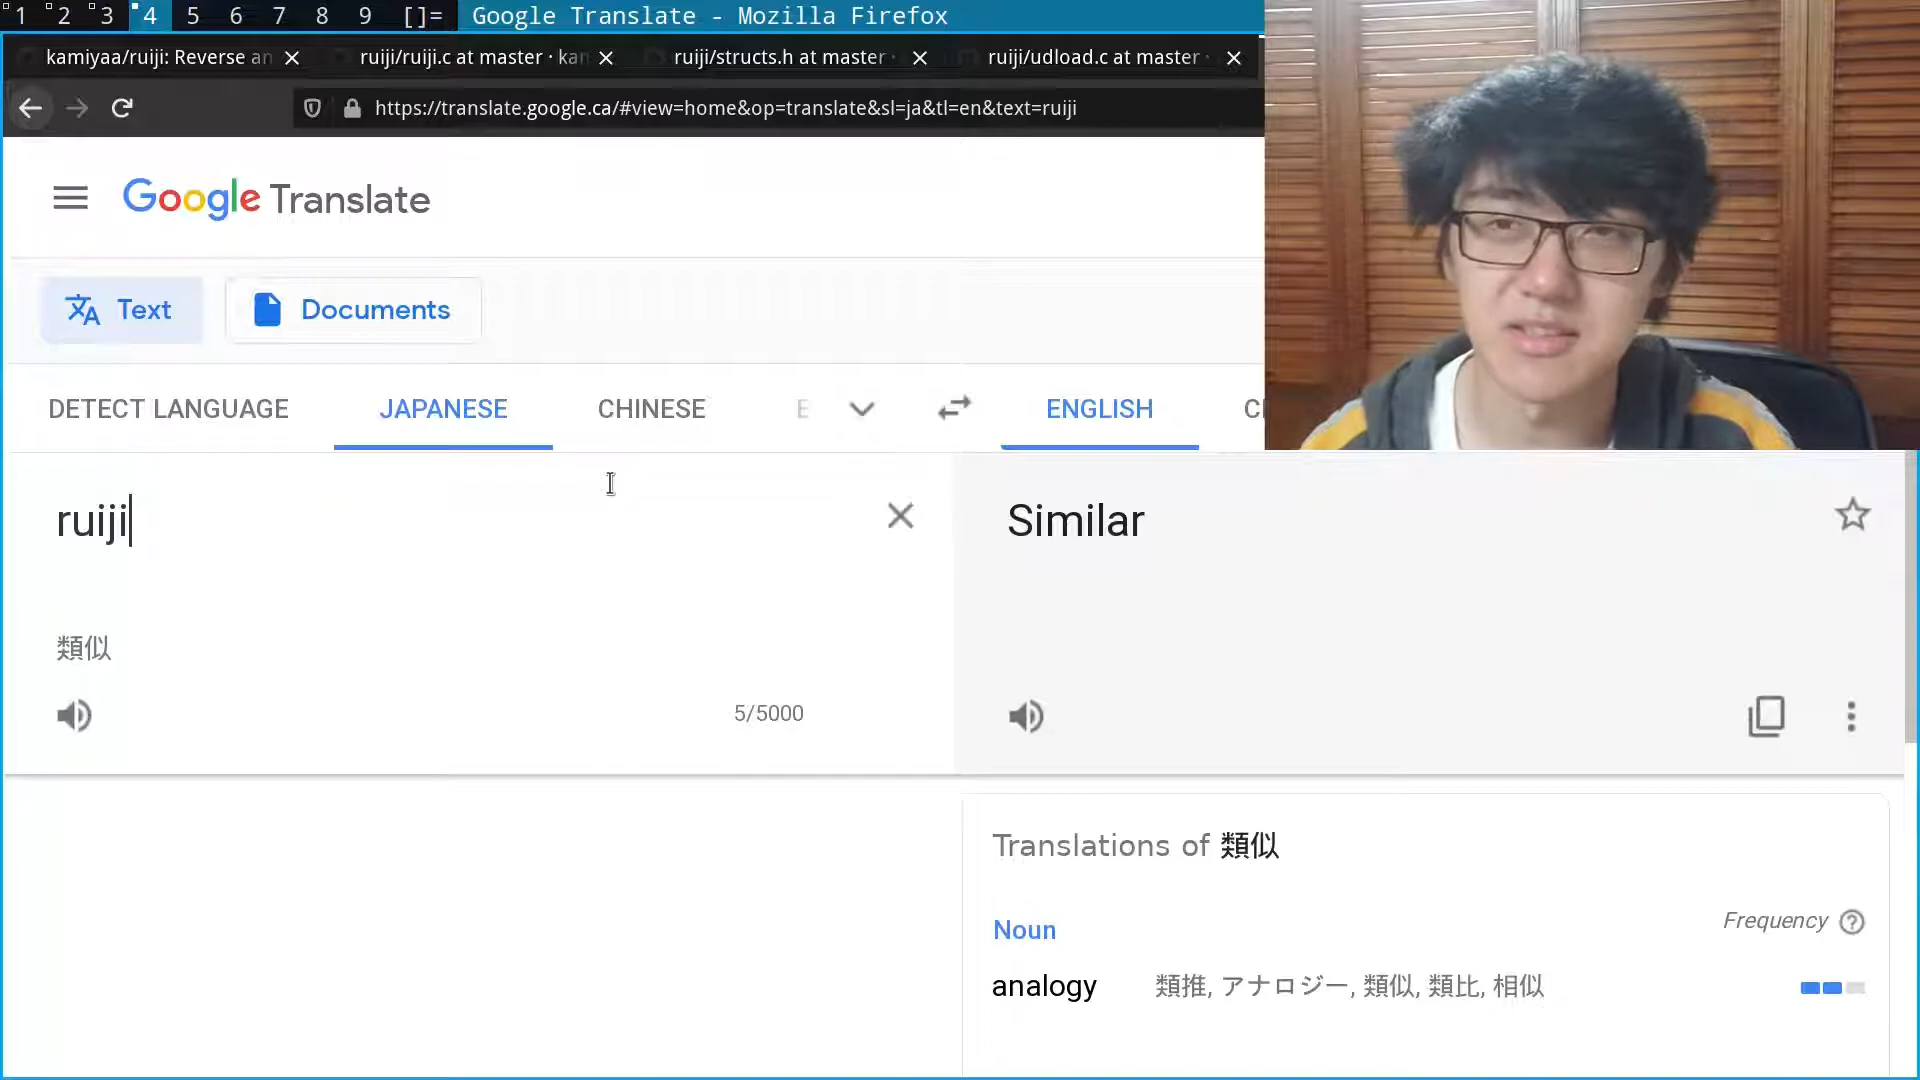 1 2 3 4 5 6 7 8 9 []= Google Translate - Mozilla Firefox
kamiyaa/ruiji: Reverse an
ruiji/ruiji.c at master · kan
ruiji/structs.h at master ·
ruiji/udload.c at master ·
https://translate.google.ca/#view=home&op=translate&sl=ja&tl=en&text=ruiji
Google Translate
Text Documents
DETECT LANGUAGE JAPANESE CHINESE E ENGLISH
ruiji
Similar
類似
5/5000
Translations of 類似
Noun Frequency
analogy 類推, アナロジー, 類似, 類比, 相似